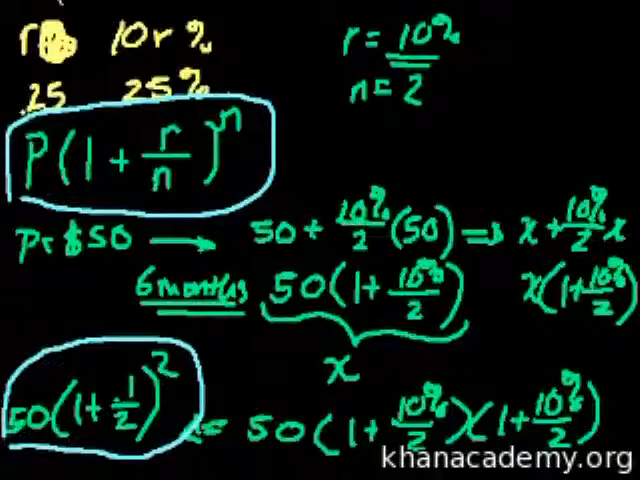 r 10r % r = 10%
.25 25% n = 2
P(1 + r/n)^n
Pr $50 → 50 + 10%/2 (50) ⇒ x + 10%/2 x
6 months 50(1 + 10%/2) x(1 + 10%/2)
x
50(1 + .1/2)^2 = 50(1 + 10%/2)(1 + 10%/2)
khanacademy.org